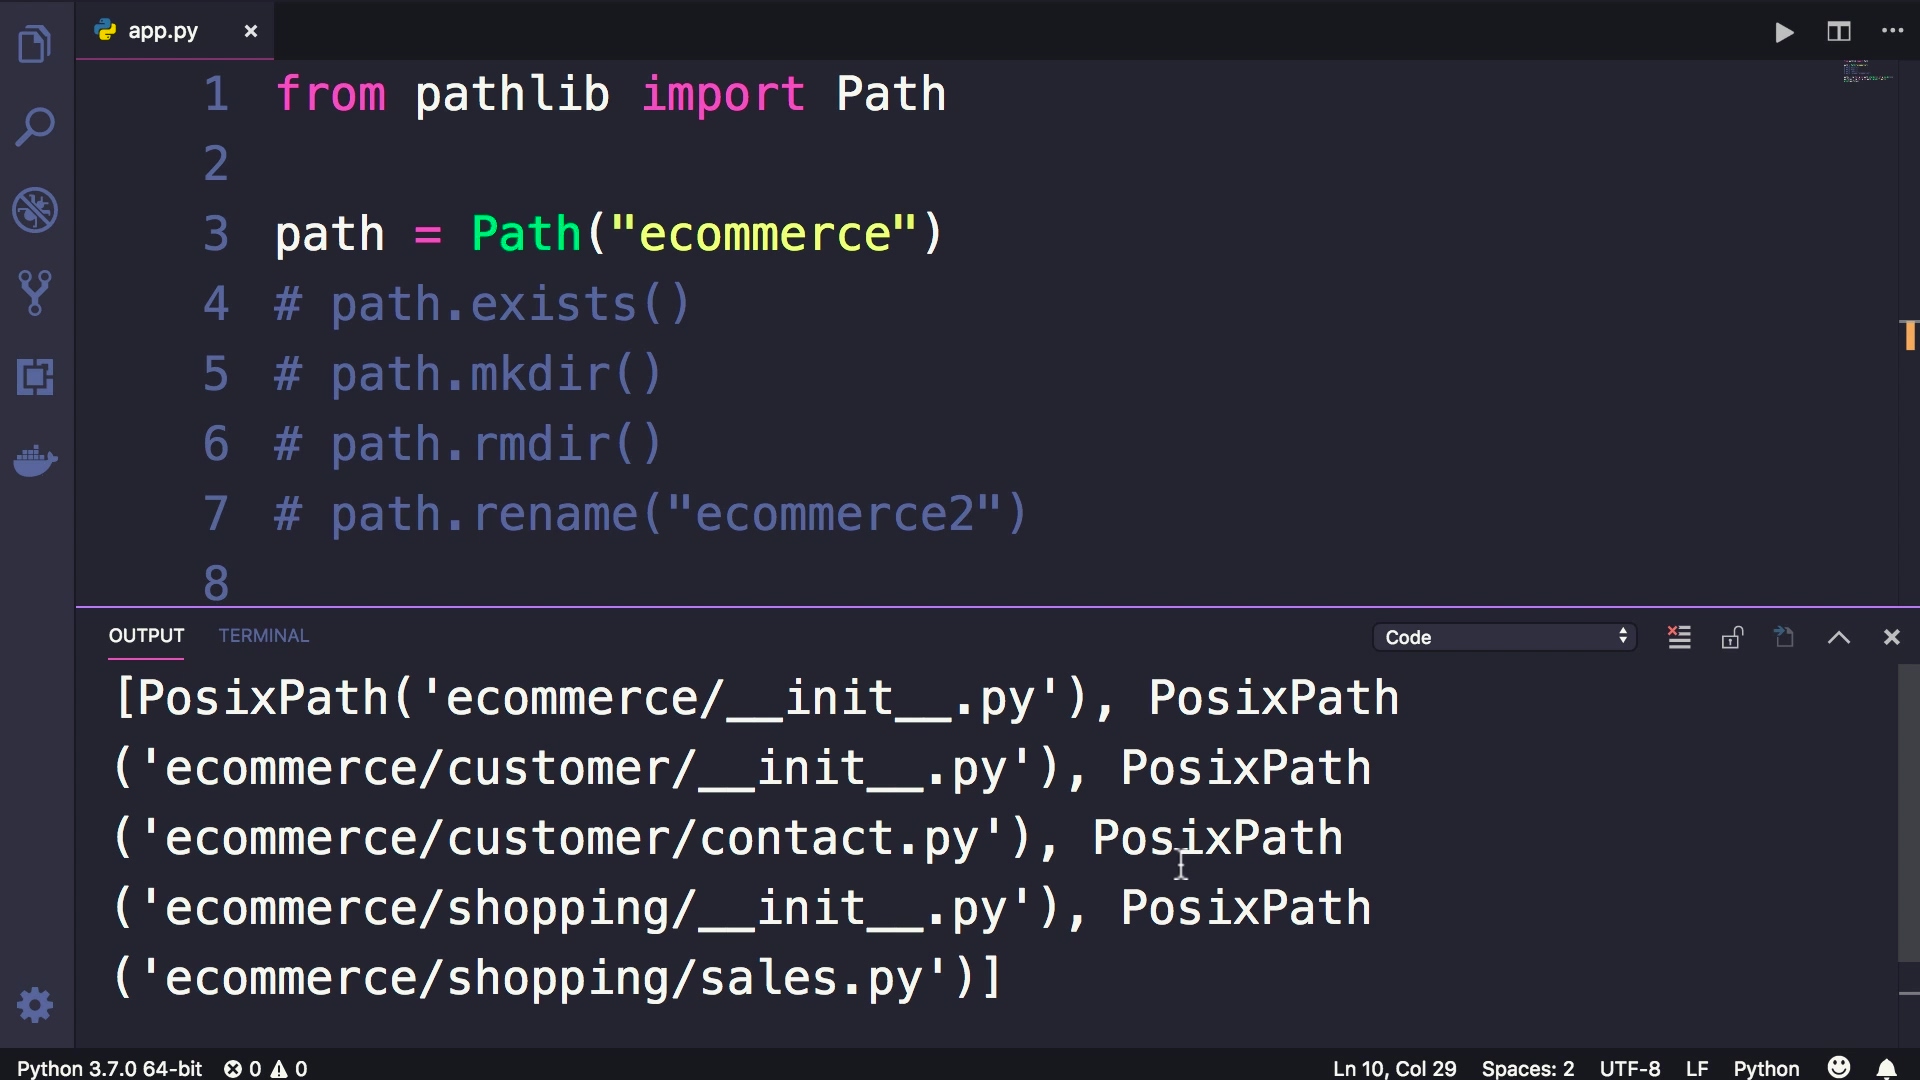 app.py
1 from pathlib import Path
2
3 path = Path("ecommerce")
4 # path.exists()
5 # path.mkdir()
6 # path.rmdir()
7 # path.rename("ecommerce2")
8
OUTPUT TERMINAL Code
[PosixPath('ecommerce/__init__.py'), PosixPath
('ecommerce/customer/__init__.py'), PosixPath
('ecommerce/customer/contact.py'), PosixPath
('ecommerce/shopping/__init__.py'), PosixPath
('ecommerce/shopping/sales.py')]
Python 3.7.0 64-bit 0 0 Ln 10, Col 29 Spaces: 2 UTF-8 LF Python